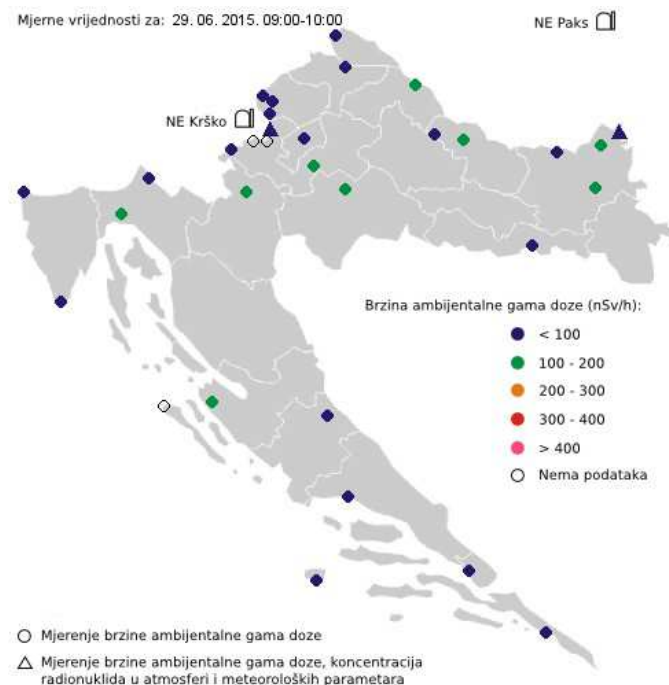 Mjerne vrijednosti za: 29. 06. 2015. 09:00-10:00
NE Paks
NE Krško
Brzina ambijentalne gama doze (nSv/h):
< 100
100 - 200
200 - 300
300 - 400
> 400
Nema podataka
Mjerenje brzine ambijentalne gama doze
Mjerenje brzine ambijentalne gama doze, koncentracija
radionuklida u atmosferi i meteoroloških parametara